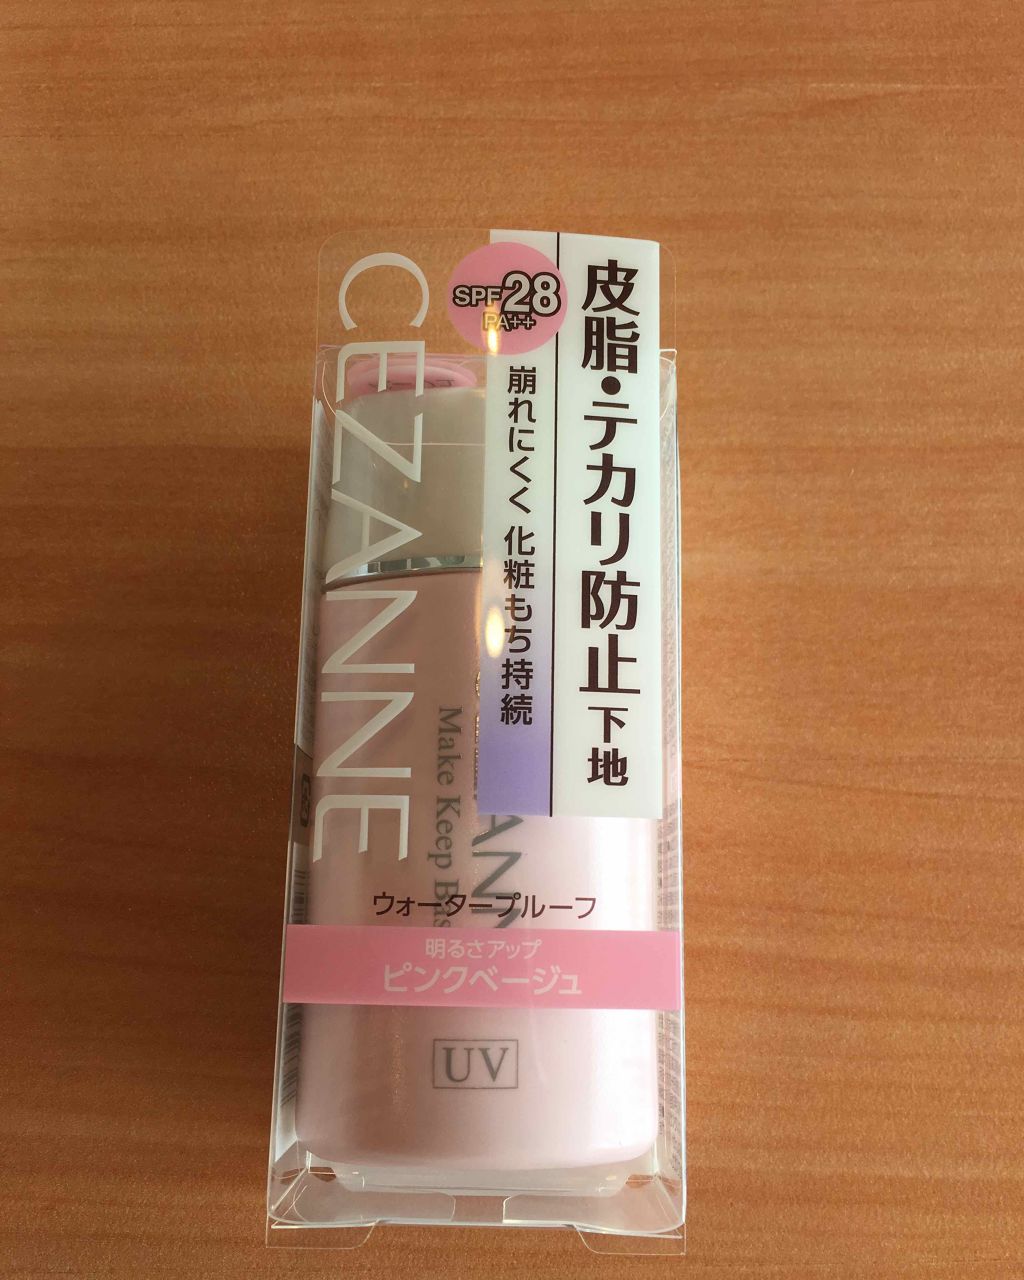 CEZANNE
SPF28
PA++
皮脂・テカリ防止下地
崩れにくく 化粧もち持続
Make Keep Bas
ANN
ウォータープルーフ
明るさアップ
ピンクベージュ
UV